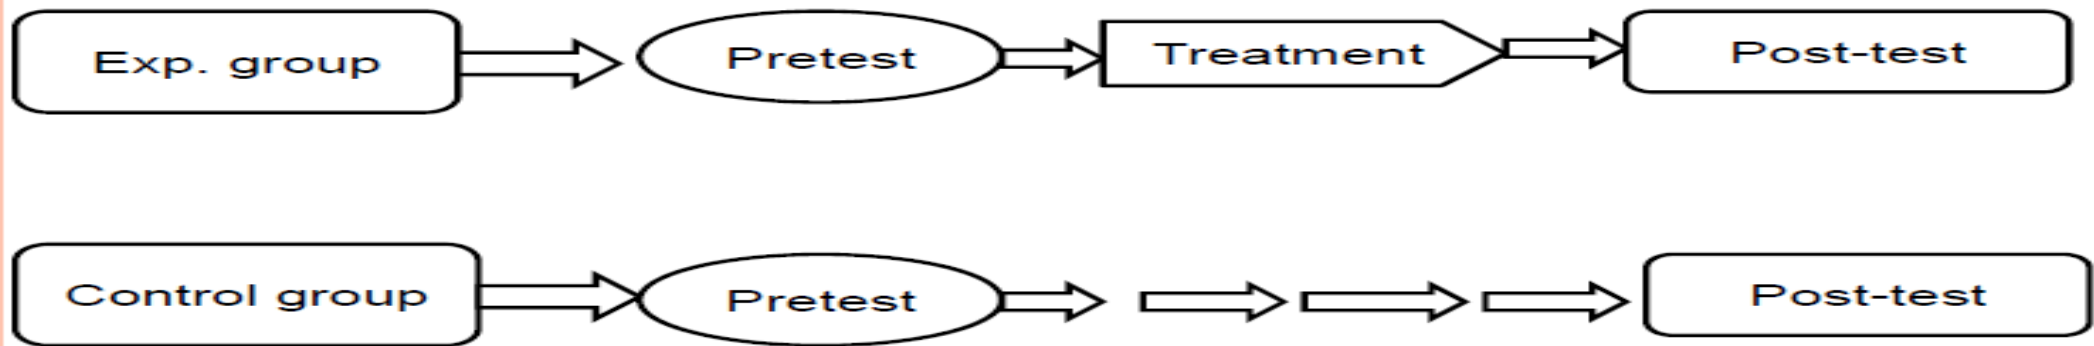 Exp. group
Pretest
Treatment
Post-test
Control group
Pretest
Post-test